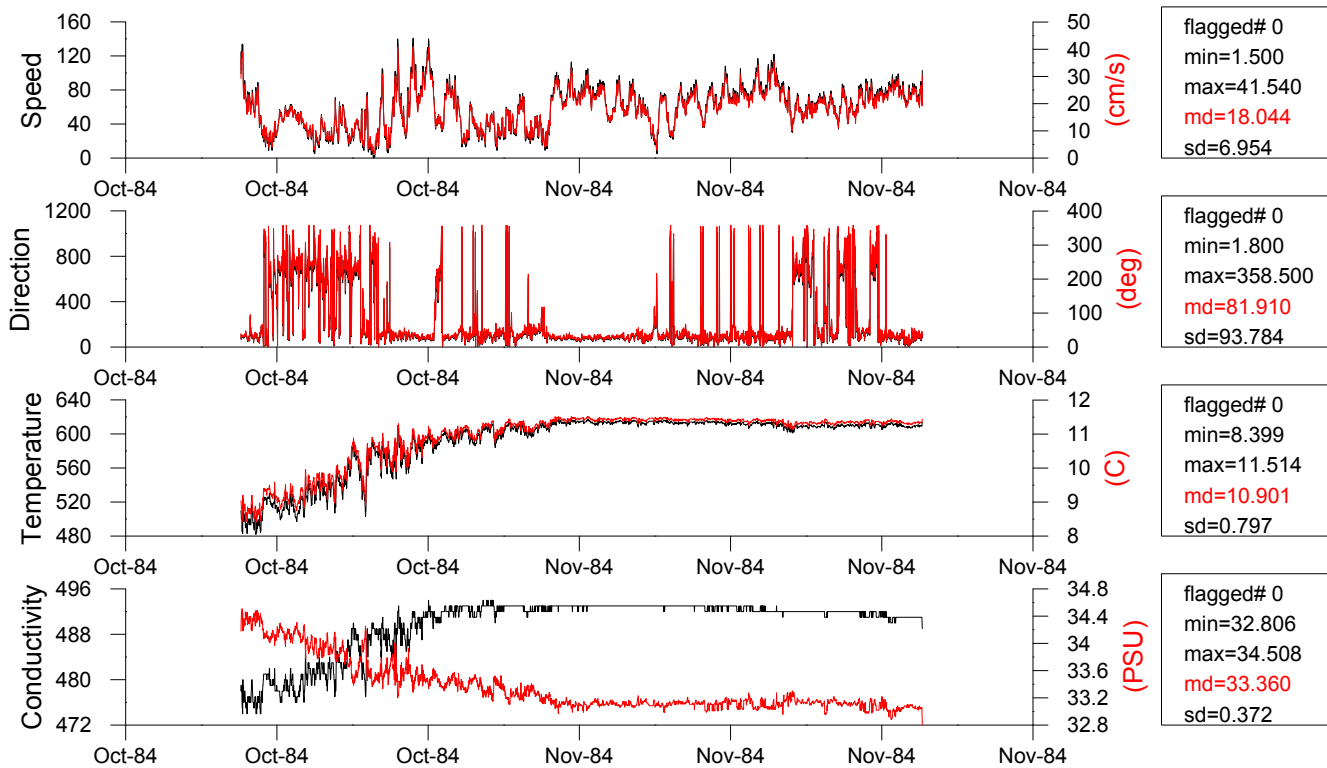 Speed
160
120
80
40
0
50
40
30
20
10
0
(cm/s)
Oct-84 Oct-84 Oct-84 Nov-84 Nov-84 Nov-84 Nov-84
flagged# 0
min=1.500
max=41.540
md=18.044
sd=6.954
Direction
1200
800
400
0
400
300
200
100
0
(deg)
Oct-84 Oct-84 Oct-84 Nov-84 Nov-84 Nov-84 Nov-84
flagged# 0
min=1.800
max=358.500
md=81.910
sd=93.784
Temperature
640
600
560
520
480
12
11
10
9
8
(C)
Oct-84 Oct-84 Oct-84 Nov-84 Nov-84 Nov-84 Nov-84
flagged# 0
min=8.399
max=11.514
md=10.901
sd=0.797
Conductivity
496
488
480
472
34.8
34.4
34
33.6
33.2
32.8
(PSU)
Oct-84 Oct-84 Oct-84 Nov-84 Nov-84 Nov-84 Nov-84
flagged# 0
min=32.806
max=34.508
md=33.360
sd=0.372